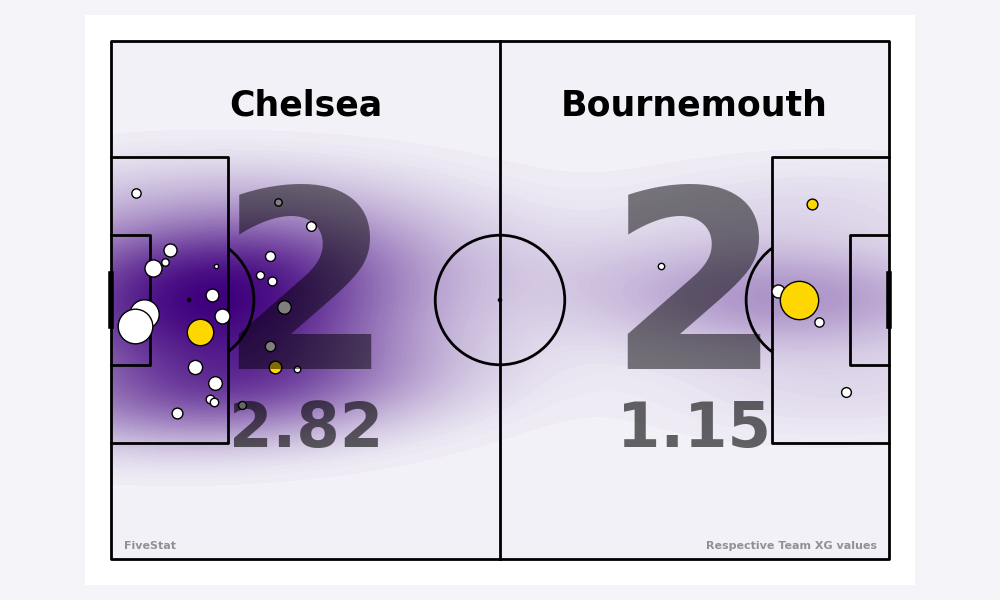 Chelsea
Bournemouth
2
2
2.82
1.15
FiveStat
Respective Team XG values